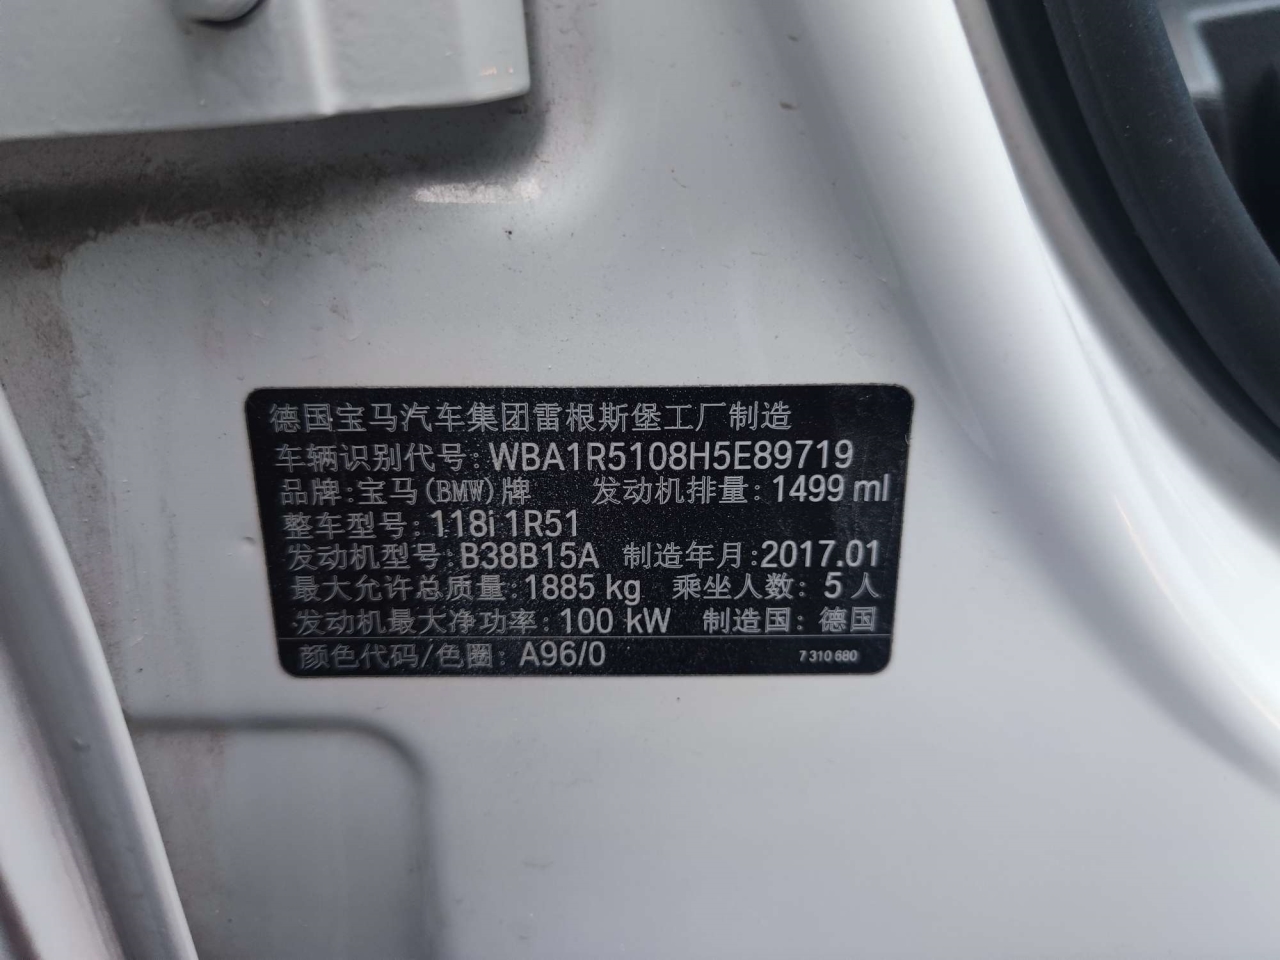 德国宝马汽车集团雷根斯堡工厂制造
车辆识别代号: WBA1R5108H5E89719
品牌:宝马(BMW)牌 发动机排量: 1499 ml
整车型号: 118i 1R51
发动机型号: B38B15A 制造年月: 2017.01
最大允许总质量: 1885 kg 乘坐人数: 5 人
发动机最大净功率: 100 kW 制造国: 德国
颜色代码/色圈: A96/0 7 310 680